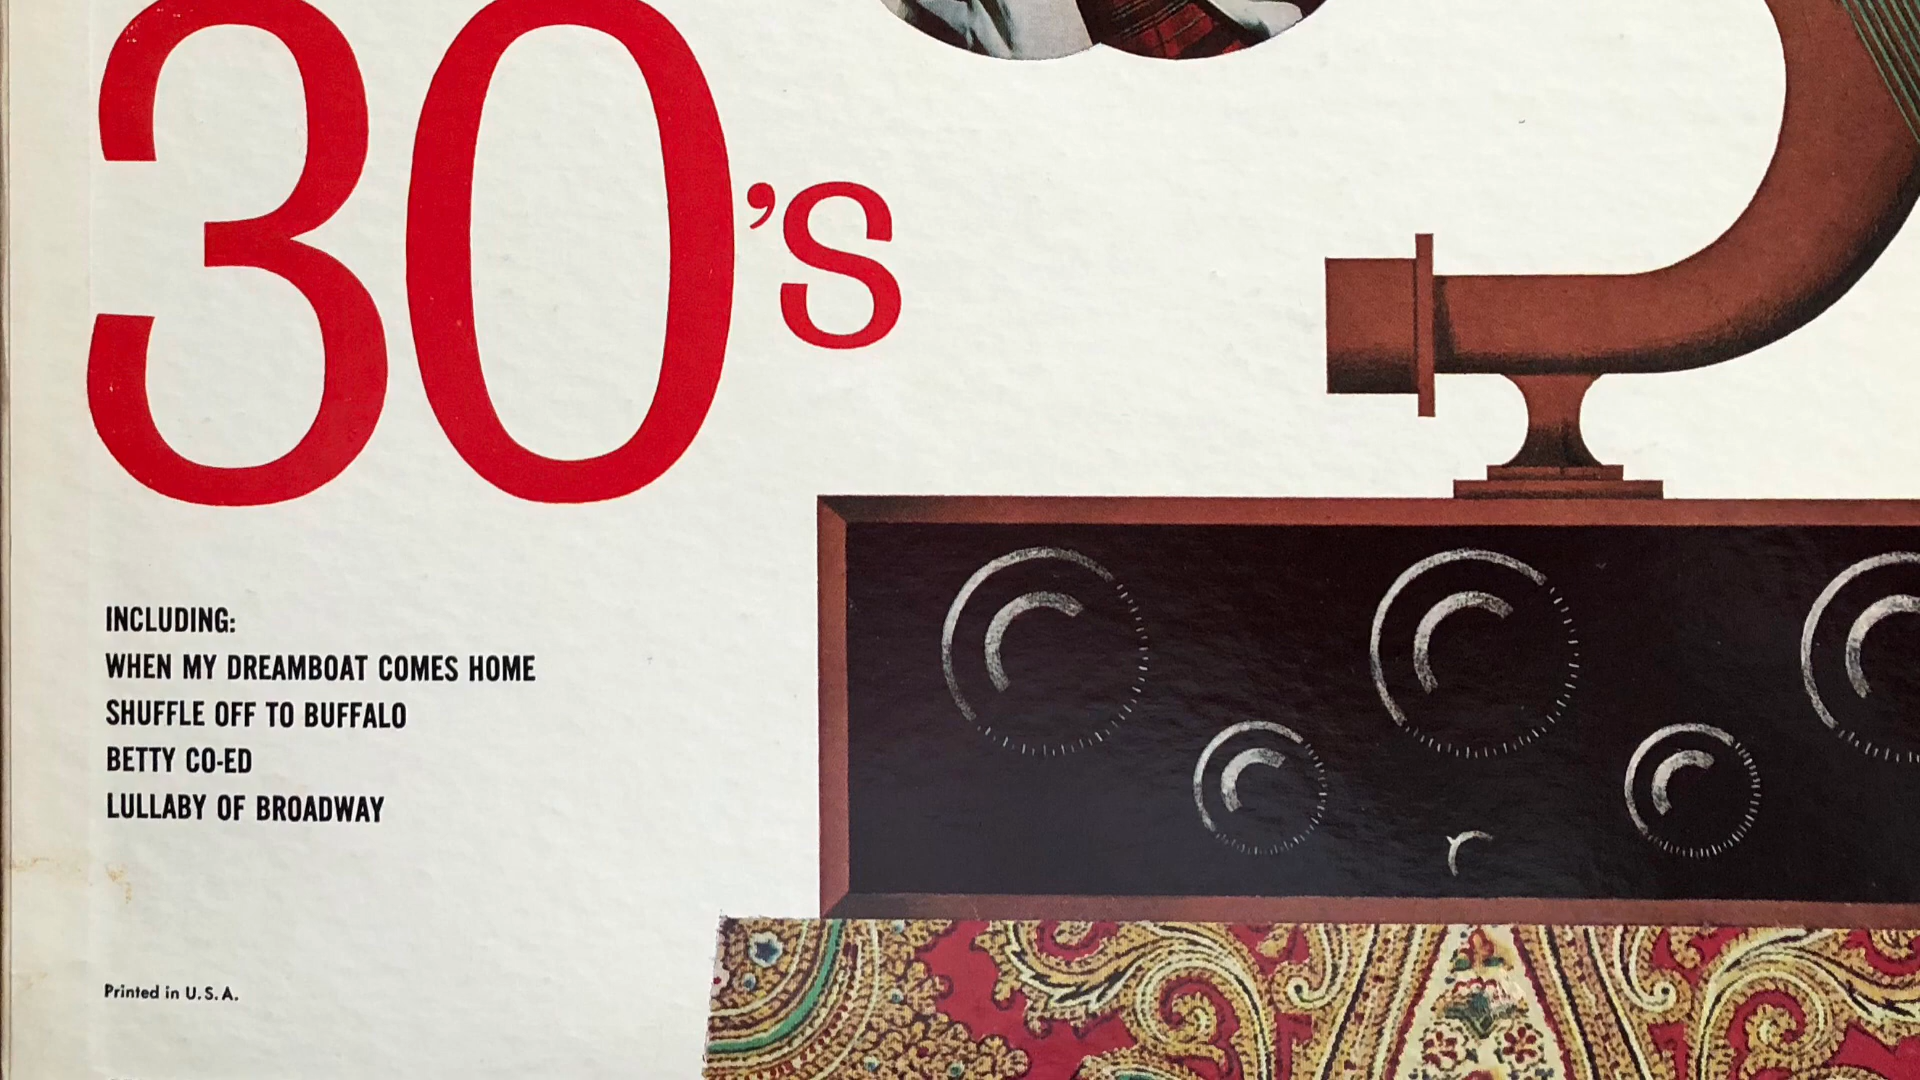 30's
INCLUDING:
WHEN MY DREAMBOAT COMES HOME
SHUFFLE OFF TO BUFFALO
BETTY CO-ED
LULLABY OF BROADWAY
Printed in U.S.A.